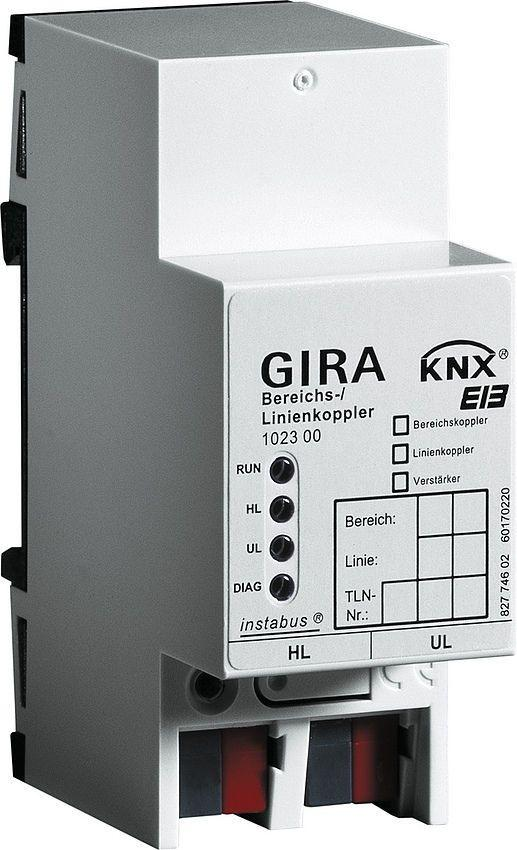 GIRA
KNX®
EIB
Bereichs-/
Linienkoppler
1023 00
Bereichskoppler
Linienkoppler
Verstärker
RUN
HL
UL
DIAG
Bereich:
Linie:
TLN-
Nr.:
827 746 02 60170220
instabus ®
HL
UL